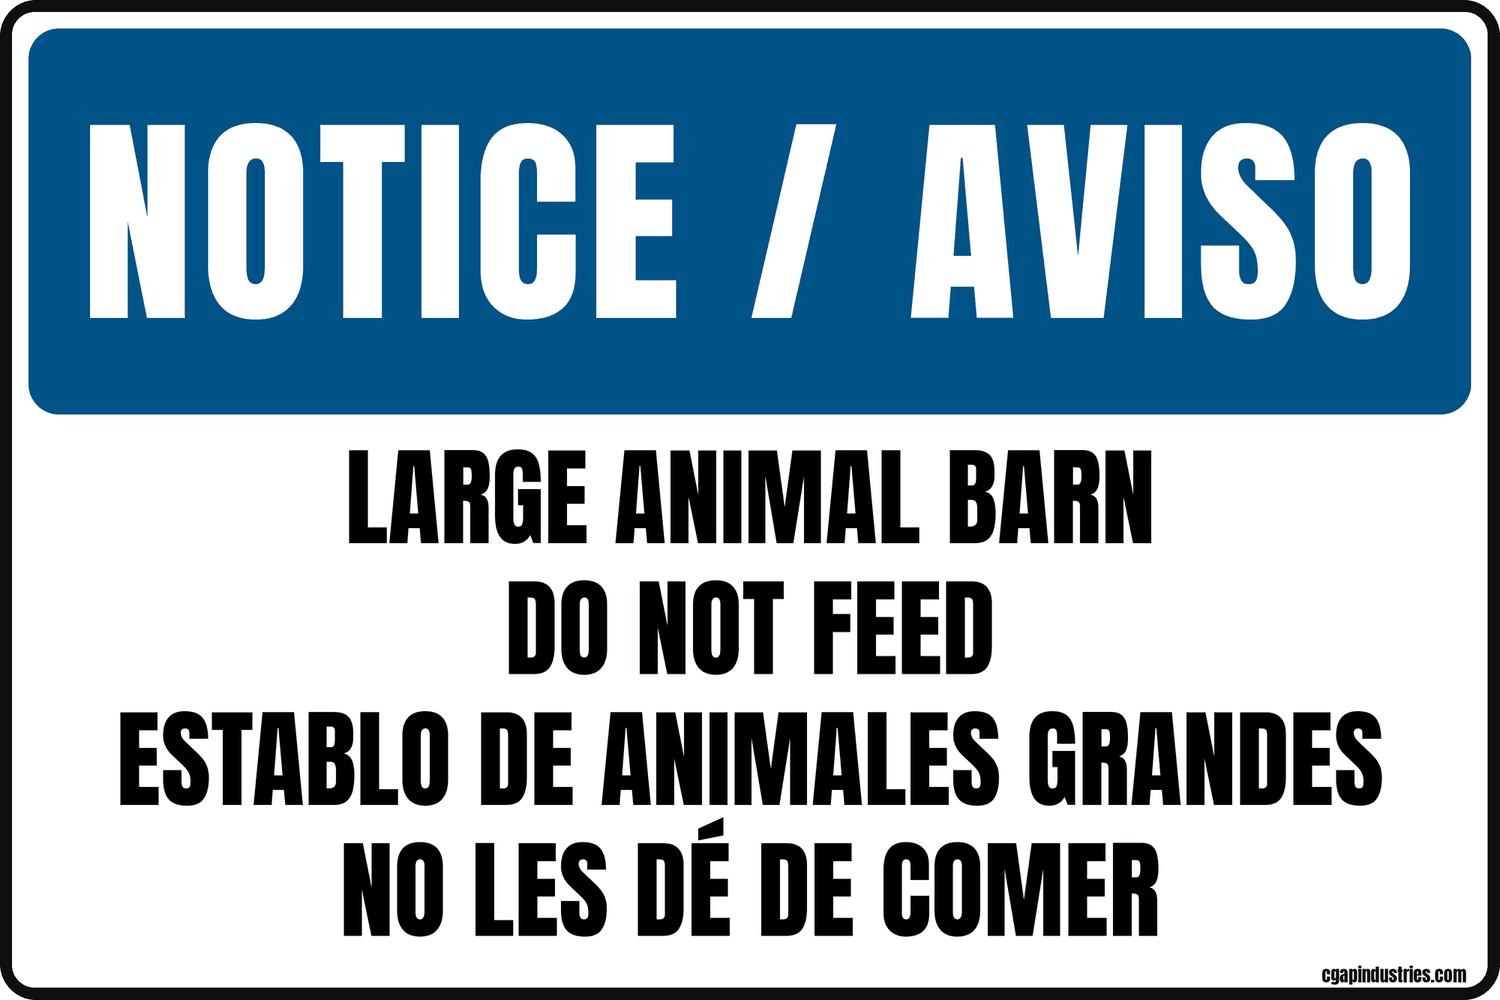 NOTICE / AVISO
LARGE ANIMAL BARN
DO NOT FEED
ESTABLO DE ANIMALES GRANDES
NO LES DÉ DE COMER
cgapindustries.com